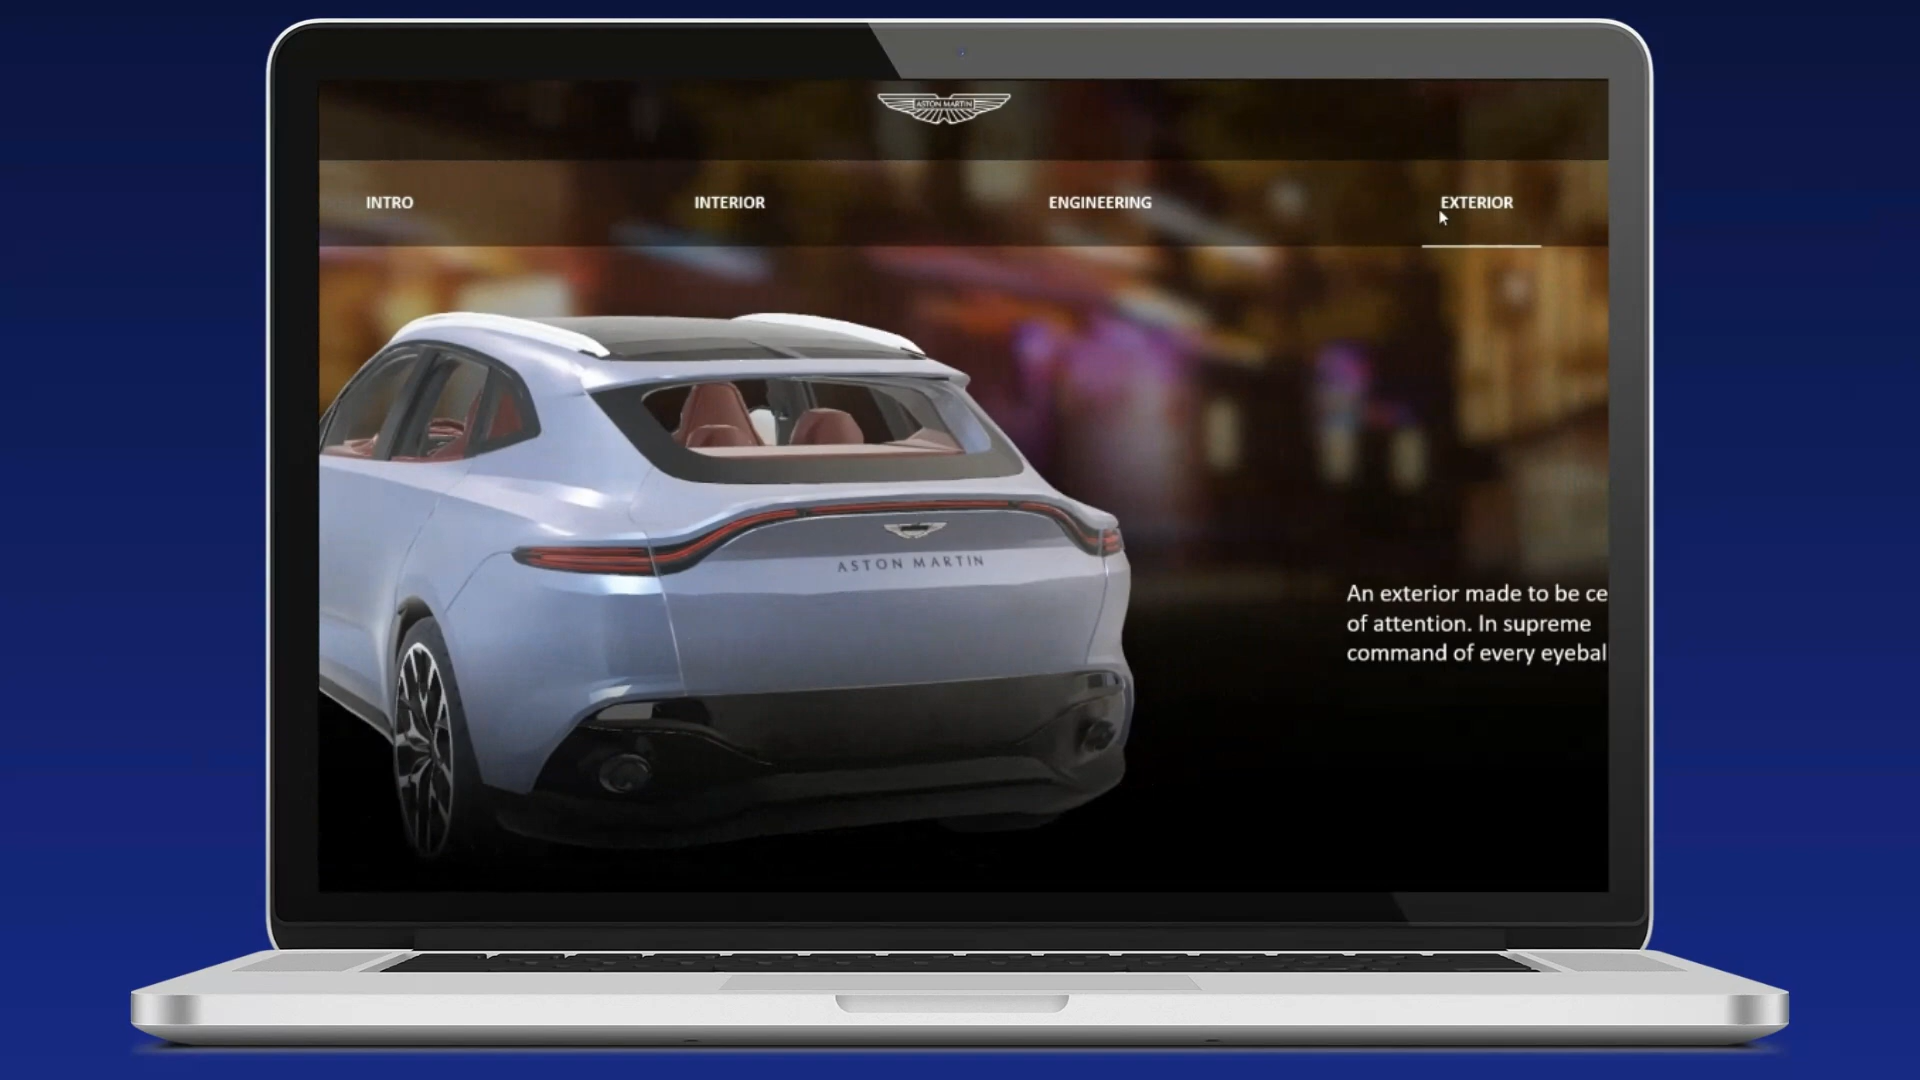 ASTON MARTIN
INTRO
INTERIOR
ENGINEERING
EXTERIOR
ASTON MARTIN
An exterior made to be ce
of attention. In supreme
command of every eyebal